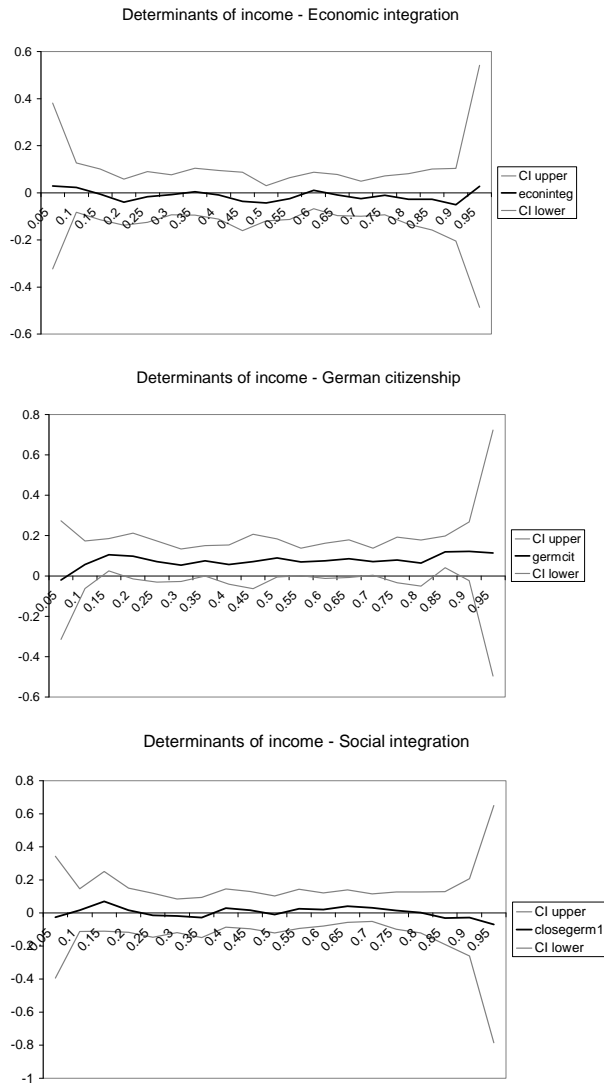 Determinants of income - Economic integration
0.6
0.4
0.2
0
-0.2
-0.4
-0.6
0.05 0.1 0.15 0.2 0.25 0.3 0.35 0.4 0.45 0.5 0.55 0.6 0.65 0.7 0.75 0.8 0.85 0.9 0.95
CI upper
econinteg
CI lower
Determinants of income - German citizenship
0.8
0.6
0.4
0.2
0
-0.2
-0.4
-0.6
0.05 0.1 0.15 0.2 0.25 0.3 0.35 0.4 0.45 0.5 0.55 0.6 0.65 0.7 0.75 0.8 0.85 0.9 0.95
CI upper
germcit
CI lower
Determinants of income - Social integration
0.8
0.6
0.4
0.2
0
-0.2
-0.4
-0.6
-0.8
-1
0.05 0.1 0.15 0.2 0.25 0.3 0.35 0.4 0.45 0.5 0.55 0.6 0.65 0.7 0.75 0.8 0.85 0.9 0.95
CI upper
closegerm1
CI lower